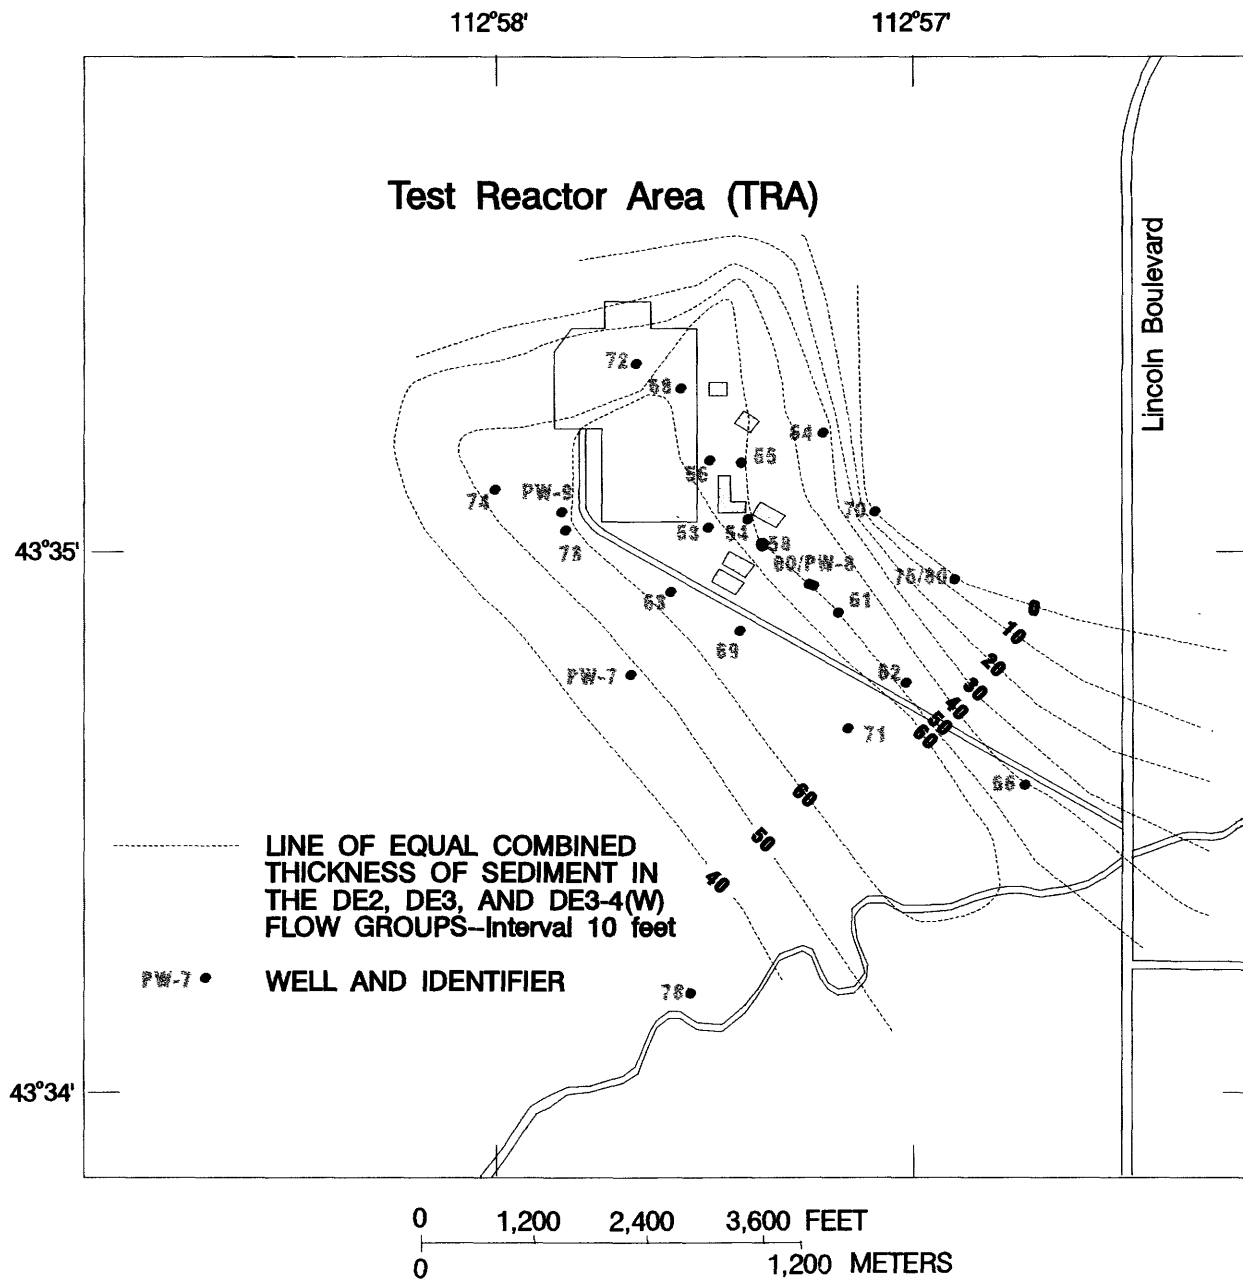 112°58'
112°57'
Test Reactor Area (TRA)
Lincoln Boulevard
72
68
64
55
56
74
PW-9
70
53
54
43°35'
73
58
60/PW-8
75/80
63
61
0
10
69
20
PW-7
62
30
40
50
71
60
66
60
50
LINE OF EQUAL COMBINED
THICKNESS OF SEDIMENT IN
40
THE DE2, DE3, AND DE3-4(W)
FLOW GROUPS--Interval 10 feet
PW-7
WELL AND IDENTIFIER
76
43°34'
0 1,200 2,400 3,600 FEET
0 1,200 METERS